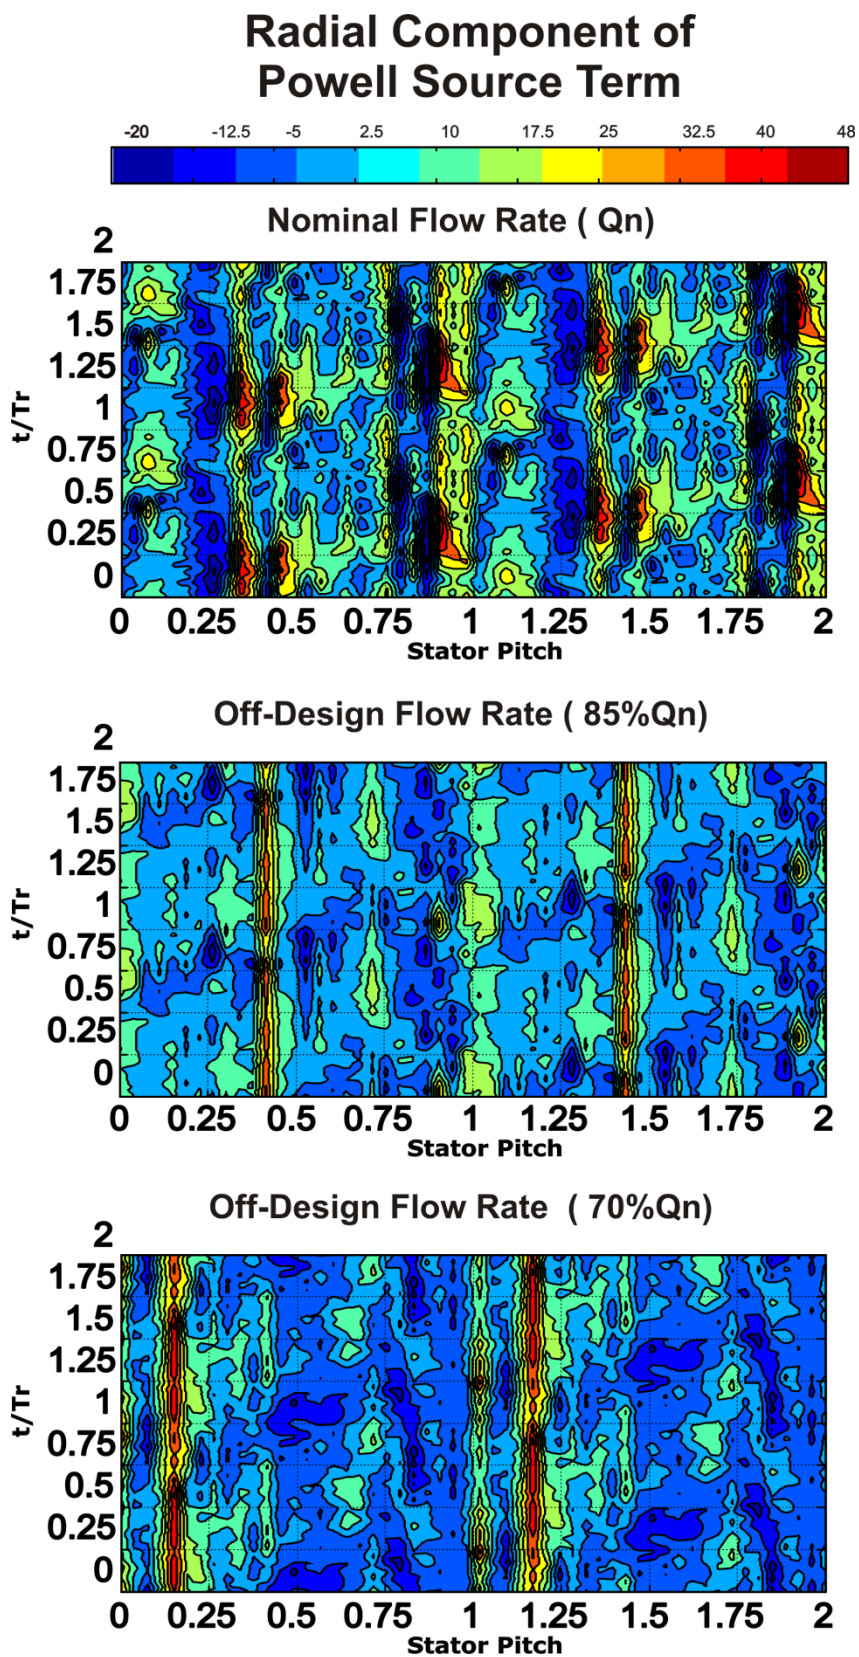 Radial Component of
Powell Source Term
-20 -12.5 -5 2.5 10 17.5 25 32.5 40 48
Nominal Flow Rate ( Qn)
2
1.75
1.5
1.25
1
0.75
0.5
0.25
0
t/Tr
0 0.25 0.5 0.75 1 1.25 1.5 1.75 2
Stator Pitch
Off-Design Flow Rate ( 85%Qn)
2
1.75
1.5
1.25
1
0.75
0.5
0.25
0
t/Tr
0 0.25 0.5 0.75 1 1.25 1.5 1.75 2
Stator Pitch
Off-Design Flow Rate ( 70%Qn)
2
1.75
1.5
1.25
1
0.75
0.5
0.25
0
t/Tr
0 0.25 0.5 0.75 1 1.25 1.5 1.75 2
Stator Pitch